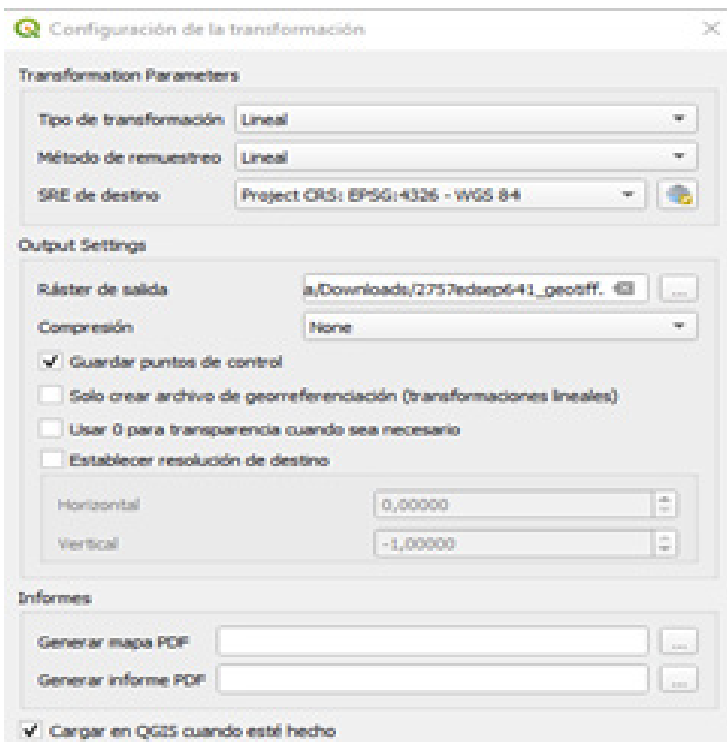 Configuración de la transformación
Transformation Parameters
Tipo de transformación Lineal
Método de remuestreo Lineal
SRE de destino Project CRS: EPSG:4326 - WGS 84
Output Settings
Ráster de salida a/Downloads/2757edsep641_geotiff. ...
Compresión None
Guardar puntos de control
Solo crear archivo de georreferenciación (transformaciones lineales)
Usar 0 para transparencia cuando sea necesario
Establecer resolución de destino
Horizontal 0,00000
Vertical -1,00000
Informes
Generar mapa PDF ...
Generar informe PDF ...
Cargar en QGIS cuando esté hecho